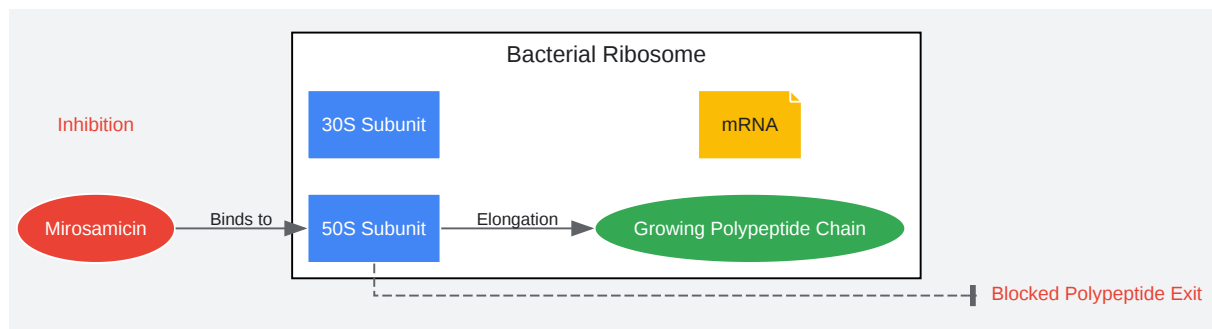 Bacterial Ribosome
Inhibition
30S Subunit
mRNA
Mirosamicin
Binds to
50S Subunit
Elongation
Growing Polypeptide Chain
Blocked Polypeptide Exit